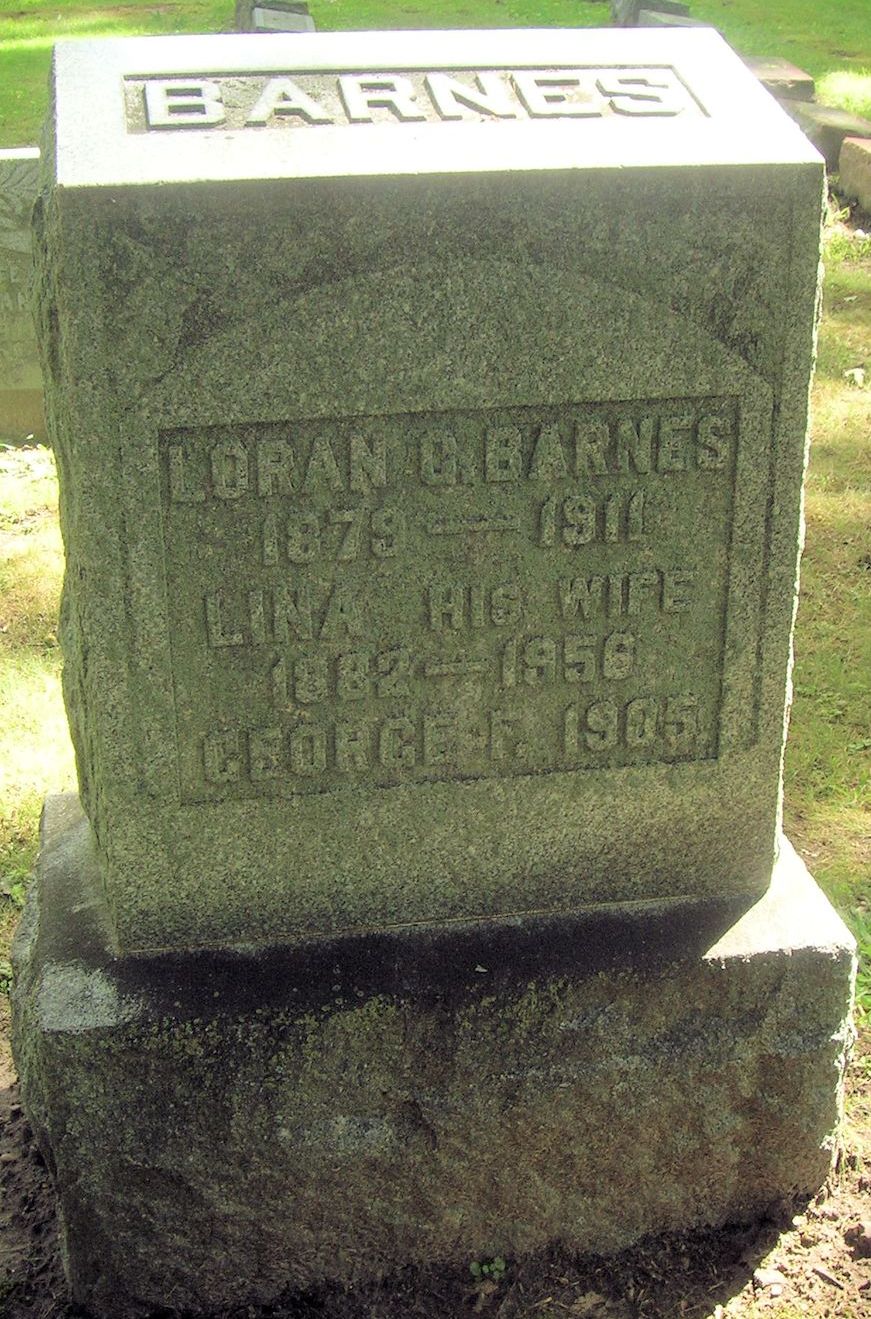 BARNES
LORAN G. BARNES
1879 — 1911
LINA HIS WIFE
1882 — 1956
GEORGE F. 1905